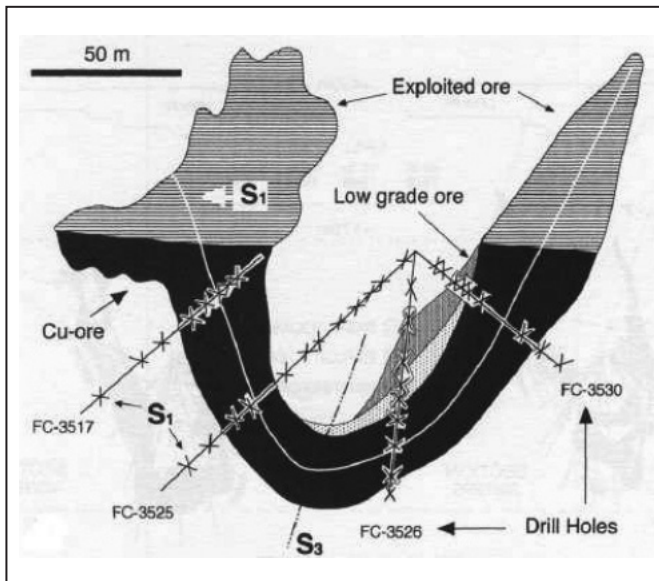 50 m
Exploited ore
S1
Low grade ore
Cu-ore
S1
FC-3517
FC-3530
FC-3525
S3
FC-3526
Drill Holes